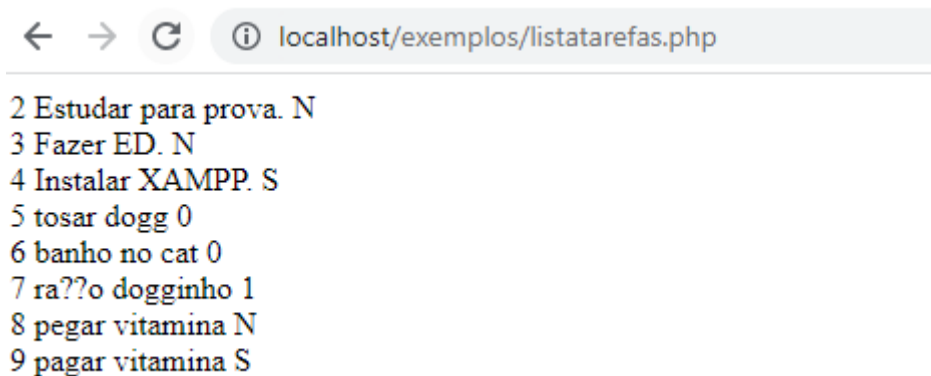 localhost/exemplos/listatarefas.php
2 Estudar para prova. N
3 Fazer ED. N
4 Instalar XAMPP. S
5 tosar dogg 0
6 banho no cat 0
7 ra??o dogginho 1
8 pegar vitamina N
9 pagar vitamina S